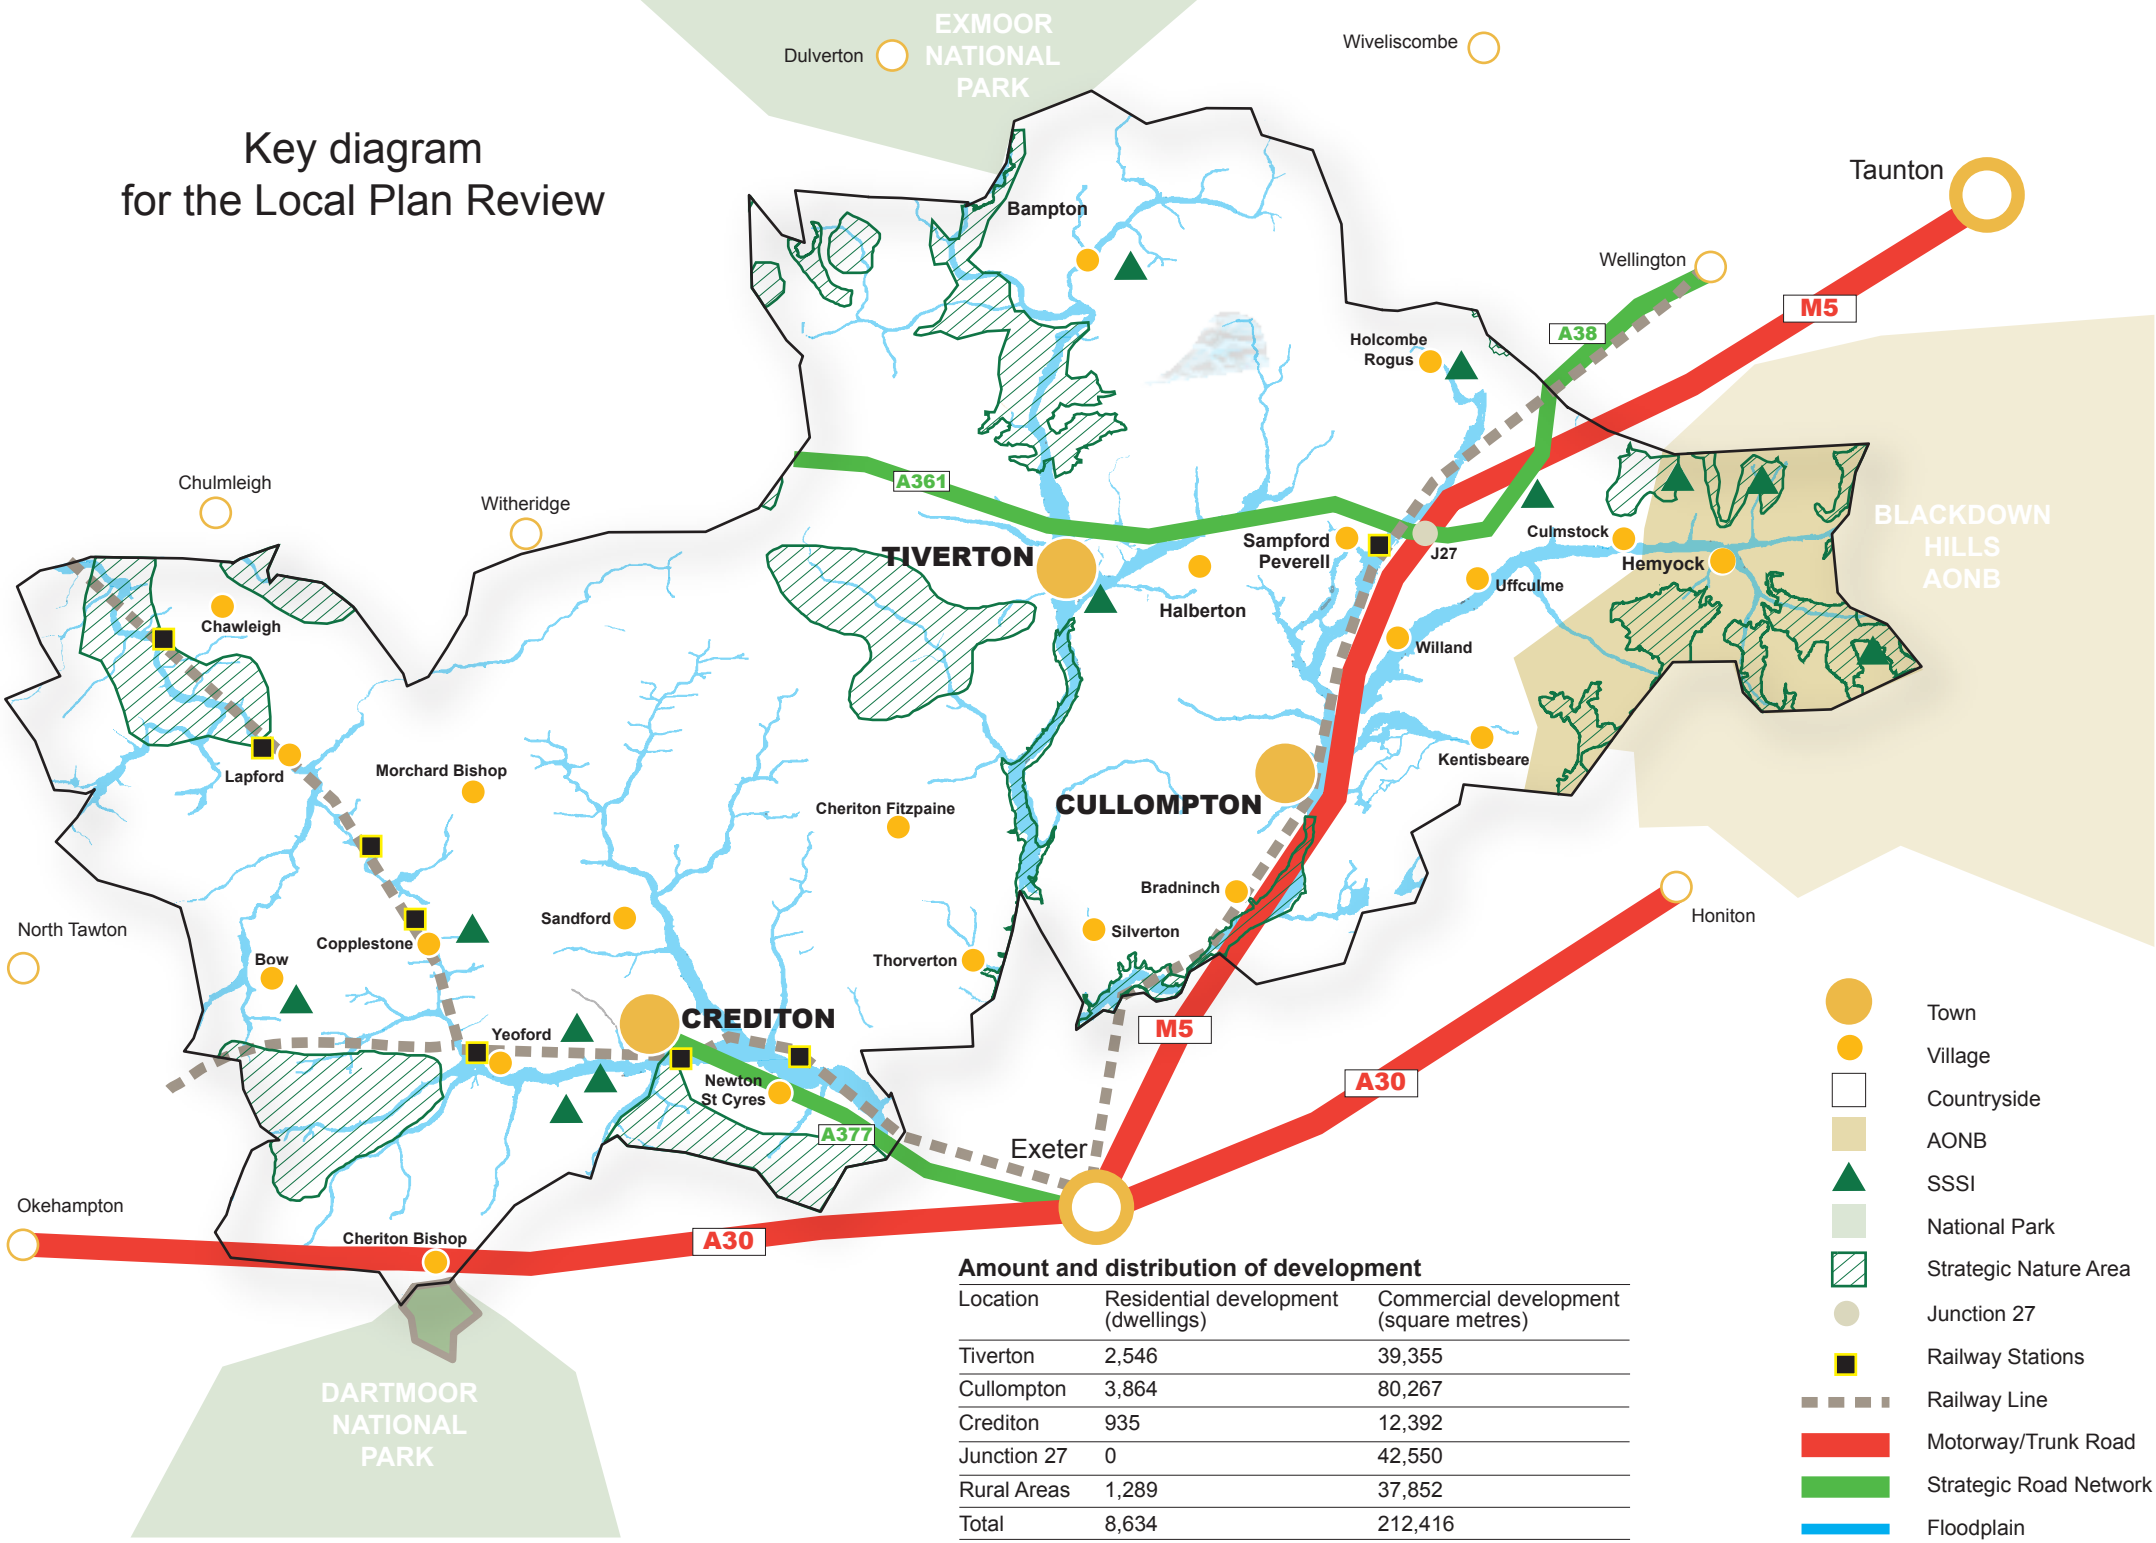 EXMOOR
NATIONAL
PARK
Dulverton
Wiveliscombe
Key diagram
for the Local Plan Review
Taunton
Bampton
Wellington
M5
A38
Holcombe
Rogus
Chulmleigh
Witheridge
A361
BLACKDOWN
HILLS
AONB
TIVERTON
Sampford
Peverell
J27
Culmstock
Hemyock
Uffculme
Halberton
Chawleigh
Willand
Lapford
Morchard Bishop
Kentisbeare
Cheriton Fitzpaine
CULLOMPTON
Bradninch
Honiton
North Tawton
Sandford
Silverton
Copplestone
Bow
Thorverton
CREDITON
Yeoford
M5
Newton
St Cyres
A30
A377
Exeter
Okehampton
Cheriton Bishop
A30
DARTMOOR
NATIONAL
PARK
Amount and distribution of development
Location Residential development Commercial development
(dwellings) (square metres)
Tiverton 2,546 39,355
Cullompton 3,864 80,267
Crediton 935 12,392
Junction 27 0 42,550
Rural Areas 1,289 37,852
Total 8,634 212,416
Town
Village
Countryside
AONB
SSSI
National Park
Strategic Nature Area
Junction 27
Railway Stations
Railway Line
Motorway/Trunk Road
Strategic Road Network
Floodplain